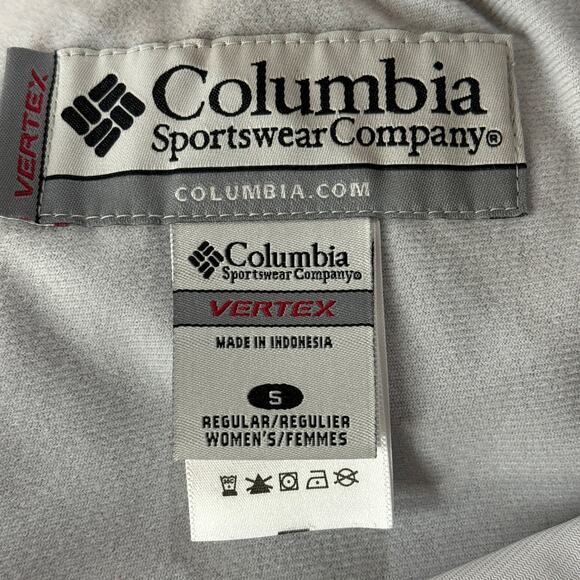 VERTEX
Columbia
Sportswear Company®
COLUMBIA.COM
Columbia
Sportswear Company®
VERTEX
MADE IN INDONESIA
S
REGULAR/REGULIER
WOMEN'S/FEMMES